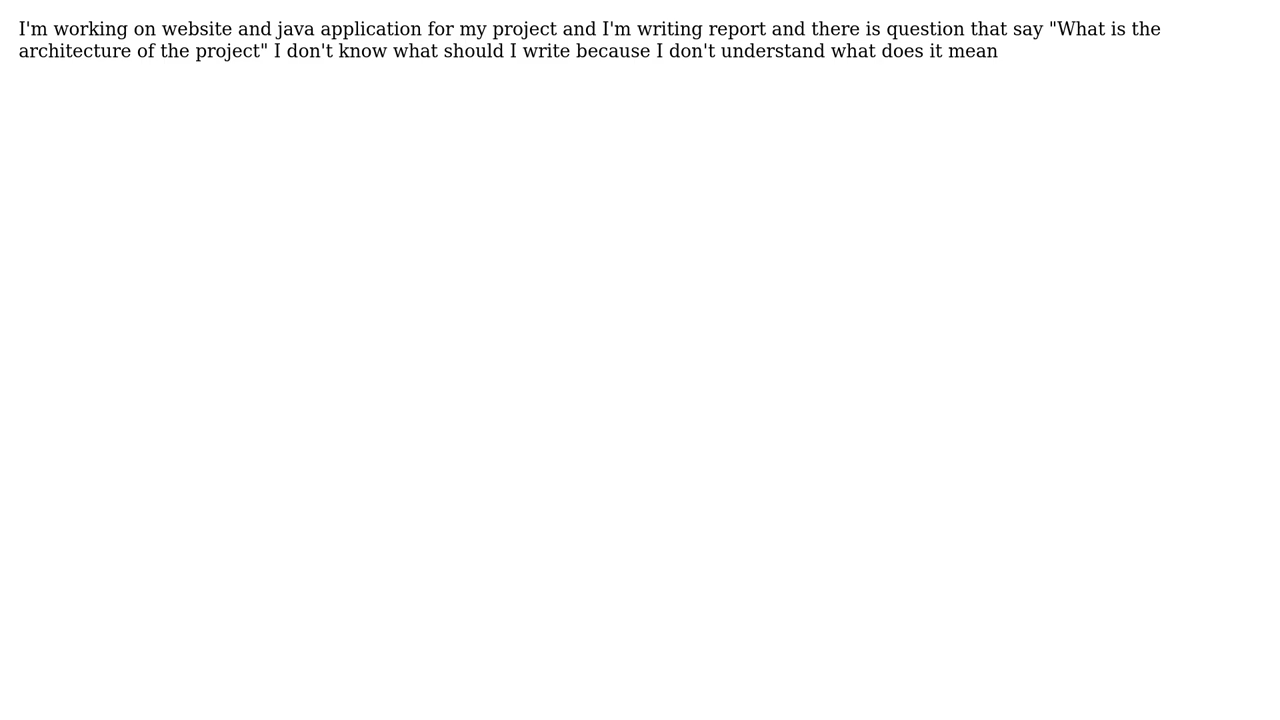 I'm working on website and java application for my project and I'm writing report and there is question that say "What is the
architecture of the project" I don't know what should I write because I don't understand what does it mean